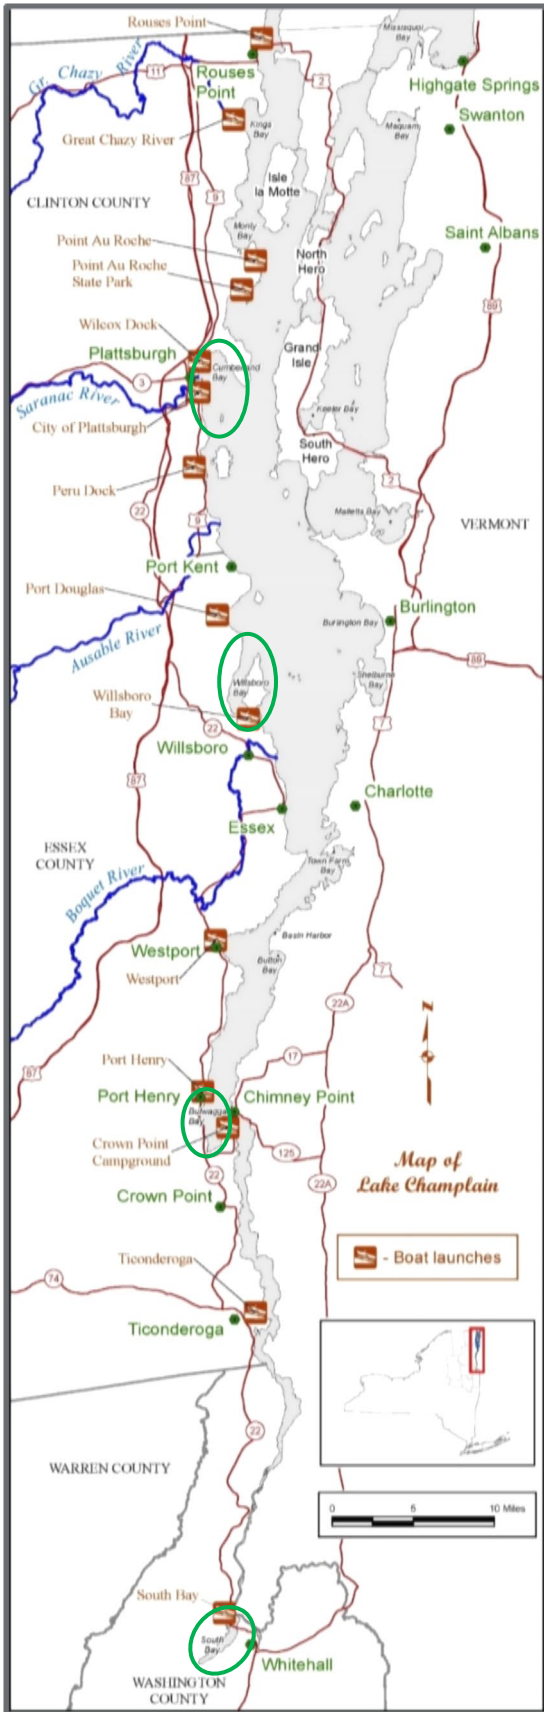 Rouses Point
Missisquoi
Bay
Gr. Chazy River
11
Rouses
Point
2
Highgate Springs
Swanton
Great Chazy River
Kings
Bay
Maquam
Bay
Isle
la Motte
87
9
CLINTON COUNTY
Monty
Bay
Saint Albans
Point Au Roche
North
Hero
Point Au Roche
State Park
89
Wilcox Dock
Plattsburgh
Grand
Isle
Cumberland
Bay
3
Saranac River
Keeler Bay
City of Plattsburgh
South
Hero
Peru Dock
2
22
9
Malletts Bay
VERMONT
Port Kent
Port Douglas
Burlington
Burlington Bay
Ausable River
89
Shelburne
Bay
Willsboro
Bay
Willsboro
Bay
22
7
Willsboro
87
Charlotte
Essex
ESSEX
COUNTY
Town Farm
Bay
Boquet River
Basin Harbor
Westport
Button
Bay
Westport
7
22A
N
17
Port Henry
87
Port Henry
Chimney Point
Bulwagga
Bay
Crown Point
Campground
125
Map of
Lake Champlain
22
22A
Crown Point
- Boat launches
Ticonderoga
74
Ticonderoga
22
WARREN COUNTY
0 5 10 Miles
South Bay
South
Bay
Whitehall
WASHINGTON
COUNTY